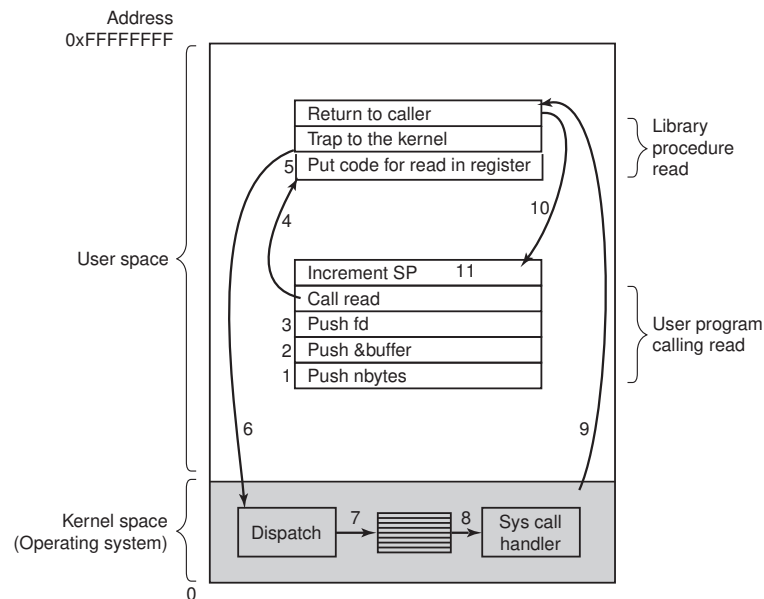 Address
0xFFFFFFFF
Return to caller
Trap to the kernel
5 Put code for read in register
Library
procedure
read
4
10
User space
Increment SP 11
Call read
3 Push fd
2 Push &buffer
1 Push nbytes
User program
calling read
6
9
Kernel space
(Operating system)
Dispatch
7
8
Sys call
handler
0